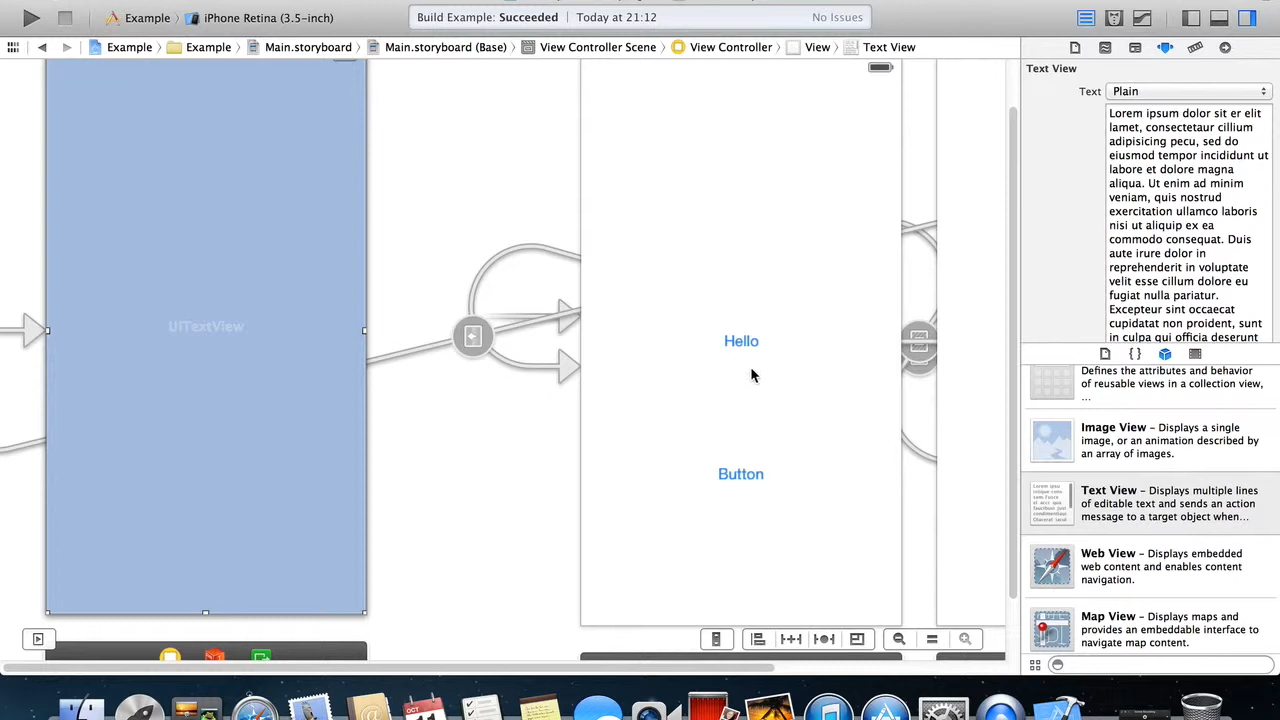 Example
iPhone Retina (3.5-inch)
Build Example: Succeeded
Today at 21:12
No Issues
Example
Example
Main.storyboard
Main.storyboard (Base)
View Controller Scene
View Controller
View
Text View
Text View
Text
Plain
Lorem ipsum dolor sit er elit
lamet, consectetaur cillium
adipisicing pecu, sed do
eiusmod tempor incididunt ut
labore et dolore magna
aliqua. Ut enim ad minim
veniam, quis nostrud
exercitation ullamco laboris
nisi ut aliquip ex ea
commodo consequat. Duis
aute irure dolor in
reprehenderit in voluptate
velit esse cillum dolore eu
fugiat nulla pariatur.
Excepteur sint occaecat
cupidatat non proident, sunt
in culpa qui officia deserunt
UITextView
Hello
Button
Defines the attributes and behavior
of reusable views in a collection view,
...
Image View – Displays a single
image, or an animation described by
an array of images.
Text View – Displays multiple lines
of editable text and sends an action
message to a target object when...
Web View – Displays embedded
web content and enables content
navigation.
Map View – Displays maps and
provides an embeddable interface to
navigate map content.
OCT